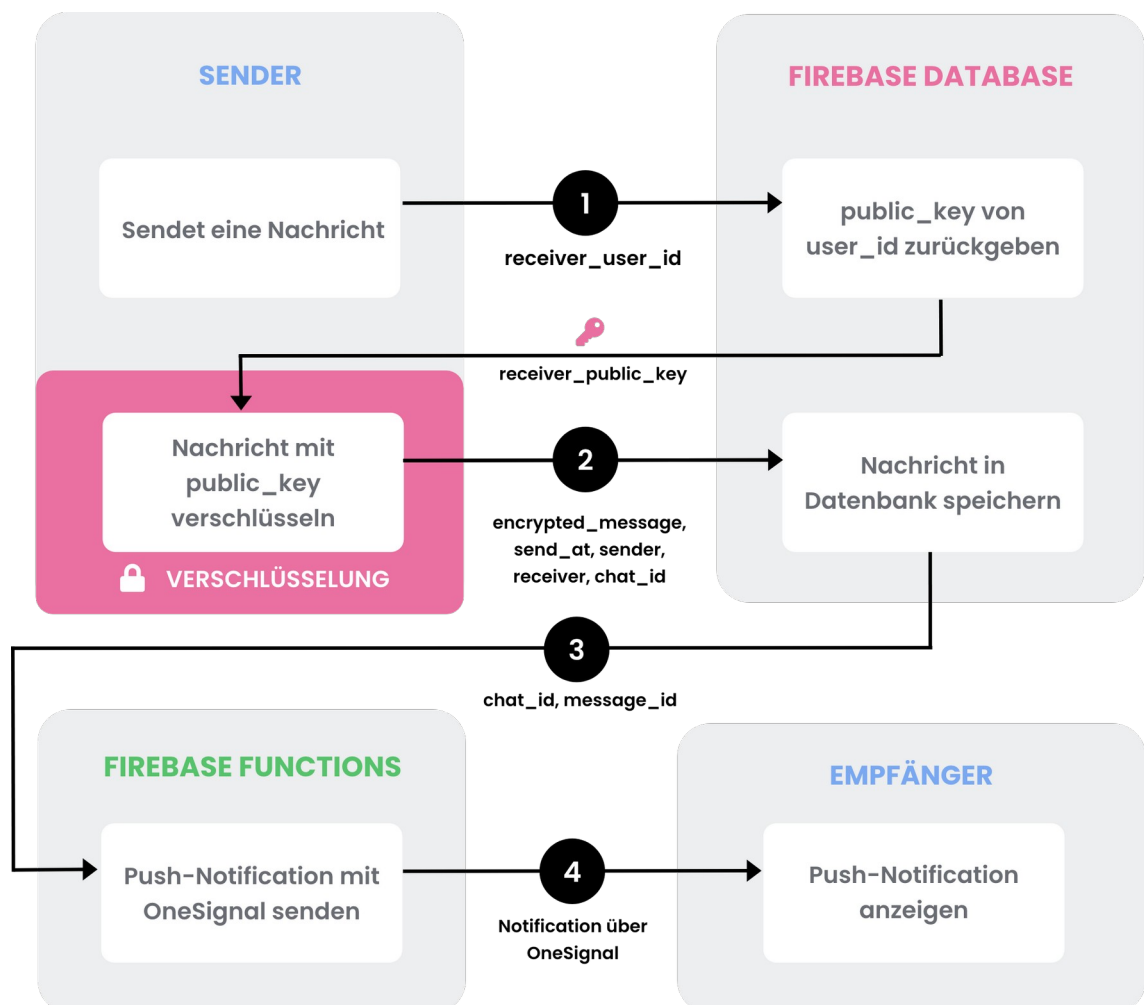 SENDER
FIREBASE DATABASE
Sendet eine Nachricht
1
receiver_user_id
public_key von
user_id zurückgeben
receiver_public_key
Nachricht mit
public_key
verschlüsseln
VERSCHLÜSSELUNG
2
encrypted_message,
send_at, sender,
receiver, chat_id
Nachricht in
Datenbank speichern
3
chat_id, message_id
FIREBASE FUNCTIONS
Push-Notification mit
OneSignal senden
4
Notification über
OneSignal
EMPFÄNGER
Push-Notification
anzeigen